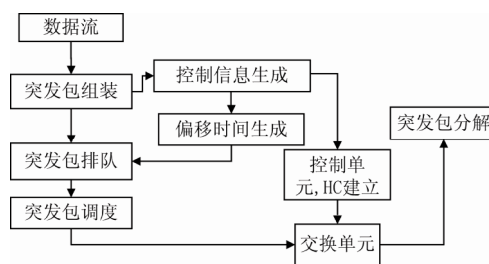 数据流
突发包组装
控制信息生成
偏移时间生成
突发包分解
突发包排队
控制单
元,HC建立
突发包调度
交换单元